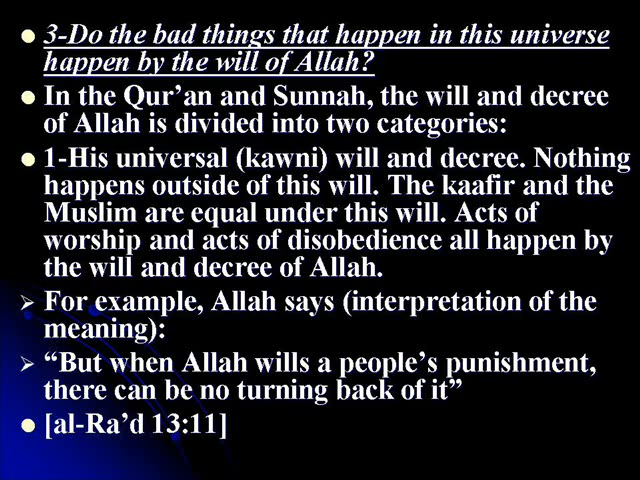 3-Do the bad things that happen in this universe
happen by the will of Allah?
In the Qur'an and Sunnah, the will and decree
of Allah is divided into two categories:
1-His universal (kawni) will and decree. Nothing
happens outside of this will. The kaafir and the
Muslim are equal under this will. Acts of
worship and acts of disobedience all happen by
the will and decree of Allah.
For example, Allah says (interpretation of the
meaning):
“But when Allah wills a people's punishment,
there can be no turning back of it”
[al-Ra'd 13:11]